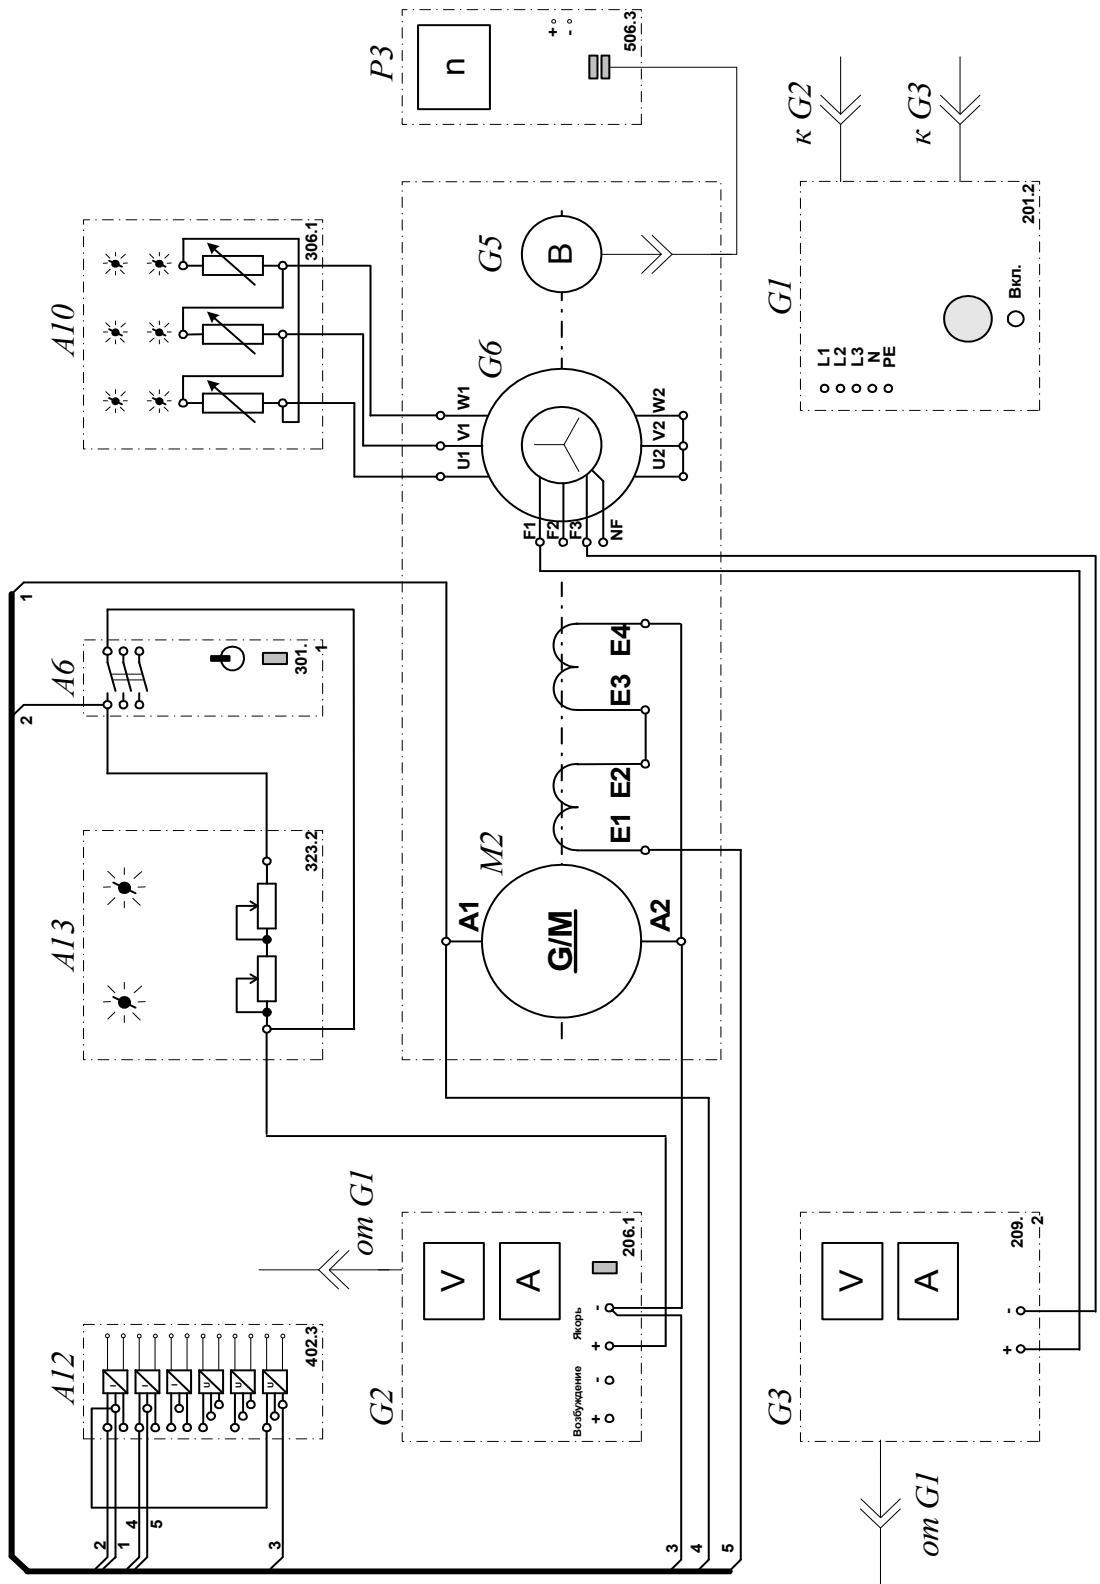 P3
n
+
-
506.3
к G2
к G3
A10
306.1
G5
B
G6
W1
V1
U1
W2
V2
U2
F1
F2
F3
NF
G1
201.2
L1
L2
L3
N
PE
Вкл.
1
A6
301.1
2
A13
323.2
M2
A1
G/M
A2
E4
E3
E2
E1
A12
402.3
I
I
I
U
U
U
2
1
4
5
3
от G1
G2
V
A
206.1
Якорь
- 
+
Возбуждение
-
+
3
4
5
G3
V
A
209.2
-
+
от G1